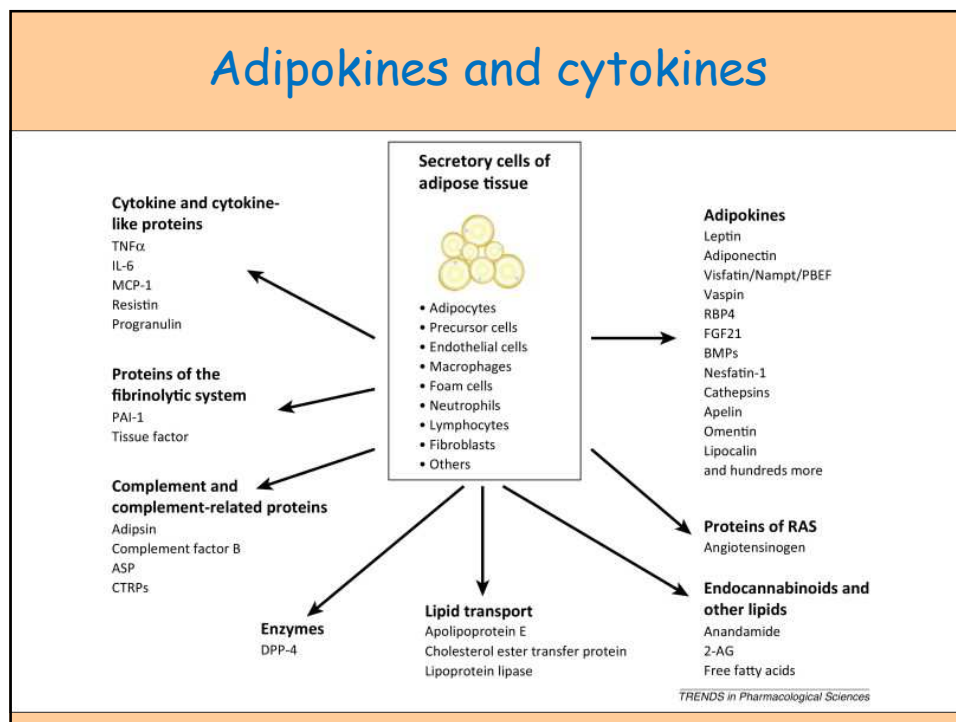 Adipokines and cytokines
Secretory cells of
adipose tissue
• Adipocytes
• Precursor cells
• Endothelial cells
• Macrophages
• Foam cells
• Neutrophils
• Lymphocytes
• Fibroblasts
• Others
Cytokine and cytokine-
like proteins
TNFα
IL-6
MCP-1
Resistin
Progranulin
Proteins of the
fibrinolytic system
PAI-1
Tissue factor
Complement and
complement-related proteins
Adipsin
Complement factor B
ASP
CTRPs
Enzymes
DPP-4
Lipid transport
Apolipoprotein E
Cholesterol ester transfer protein
Lipoprotein lipase
Adipokines
Leptin
Adiponectin
Visfatin/Nampt/PBEF
Vaspin
RBP4
FGF21
BMPs
Nesfatin-1
Cathepsins
Apelin
Omentin
Lipocalin
and hundreds more
Proteins of RAS
Angiotensinogen
Endocannabinoids and
other lipids
Anandamide
2-AG
Free fatty acids
TRENDS in Pharmacological Sciences